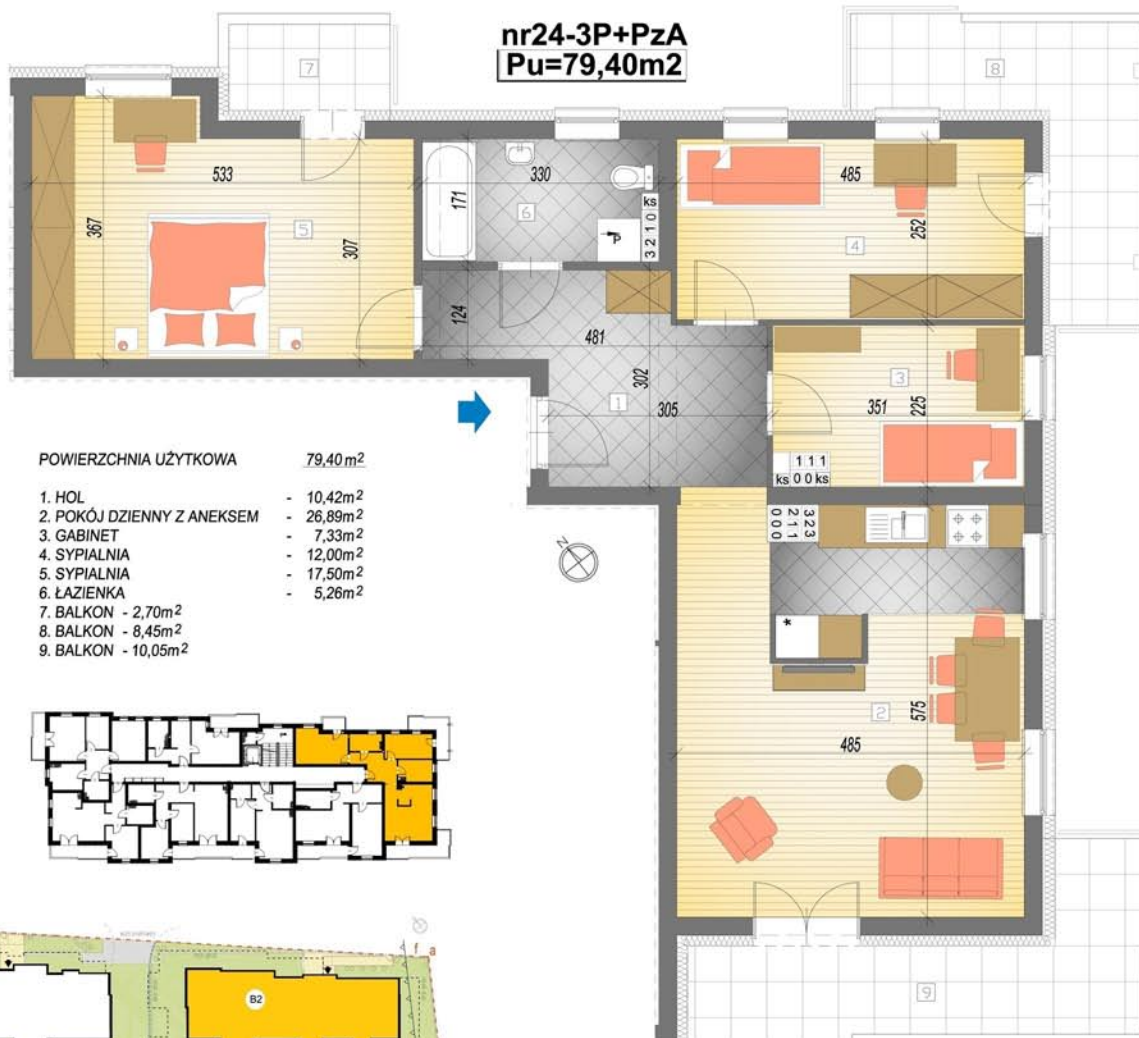 nr24-3P+PzA
Pu=79,40m2
7
8
533
367
307
5
171
330
6
ks
3 2 1 0
P
485
252
4
124
481
302
1
305
3
351
225
1 1 1
ks 0 0 ks
3 2 3
2 1 1
0 0 0
*
2
575
485
9
POWIERZCHNIA UŻYTKOWA 79,40 m²
1. HOL - 10,42m²
2. POKÓJ DZIENNY Z ANEKSEM - 26,89m²
3. GABINET - 7,33m²
4. SYPIALNIA - 12,00m²
5. SYPIALNIA - 17,50m²
6. ŁAZIENKA - 5,26m²
7. BALKON - 2,70m²
8. BALKON - 8,45m²
9. BALKON - 10,05m²
N
B2
f a